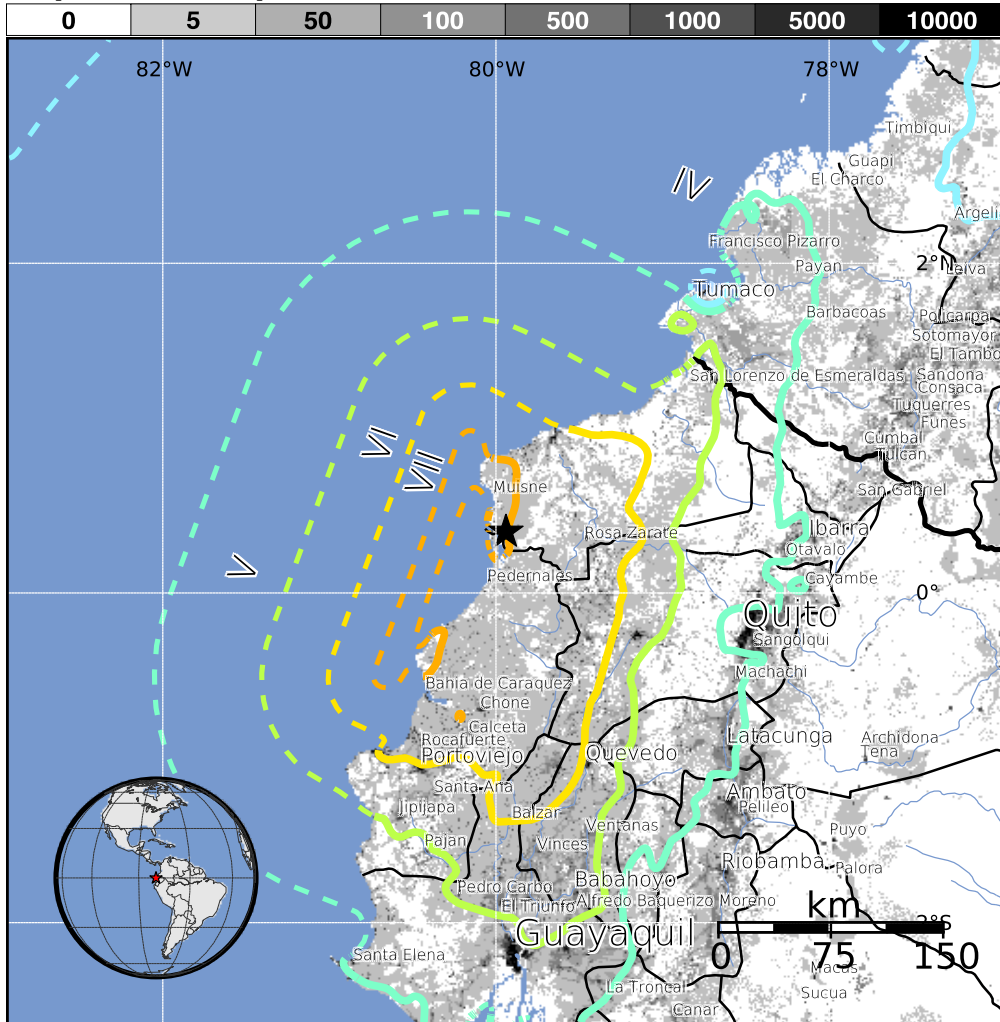 0 5 50 100 500 1000 5000 10000
82°W 80°W 78°W
Timbiqui
Guapi
El Charco
IV
Argeli
Francisco Pizarro
Payan
2°N
Leiva
Tumaco
Barbacoas
Policarpa
Sotomayor
El Tambo
San Lorenzo de Esmeraldas
Sandona
Consaca
Tuquerres
Funes
VI
Cumbal
Tulcan
VII
Muisne
San Gabriel
Rosa Zarate
Ibarra
Otavalo
V
Pedernales
Cayambe
0°
Quito
Sangolqui
Machachi
Bahia de Caraquez
Chone
Calceta
Rocafuerte
Portoviejo
Quevedo
Latacunga
Archidona
Tena
Santa Ana
Ambato
Pelileo
Jipijapa
Balzar
Ventanas
Puyo
Pajan
Vinces
Riobamba
Palora
Babahoyo
Pedro Carbo
El Triunfo
Alfredo Baquerizo Moreno
km
Guayaquil
2°S
Santa Elena
0 75 150
Macas
La Troncal
Sucua
Canar